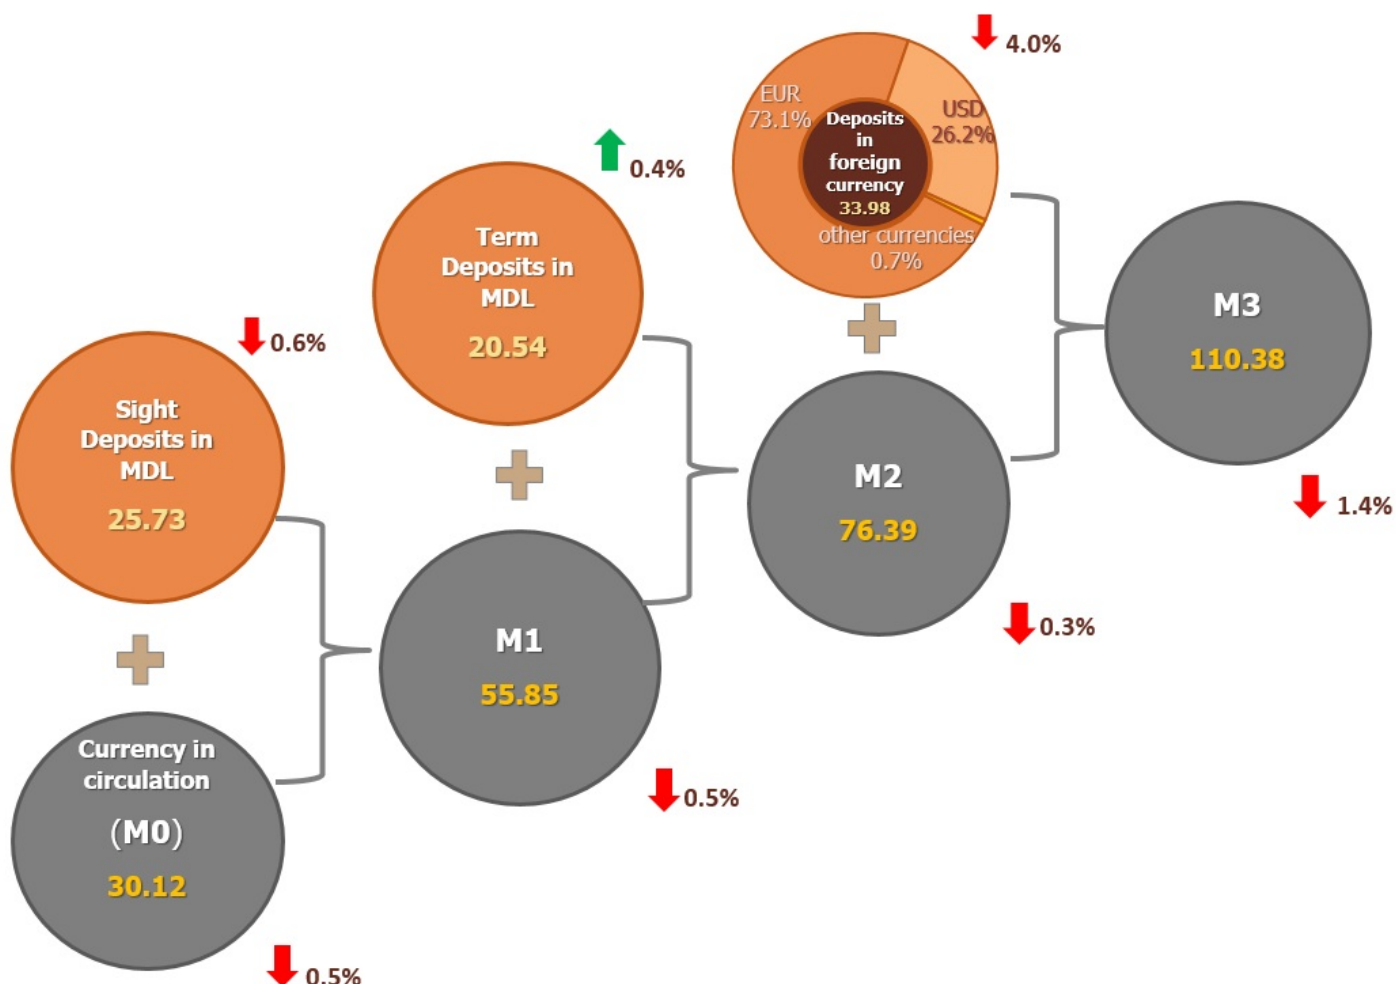 4.0%
EUR
73.1%
USD
26.2%
Deposits
in
foreign
currency
33.98
other currencies
0.7%
0.4%
Term
Deposits in
MDL
20.54
M3
110.38
1.4%
0.6%
Sight
Deposits in
MDL
25.73
M2
76.39
0.3%
M1
55.85
0.5%
Currency in
circulation
(M0)
30.12
0.5%